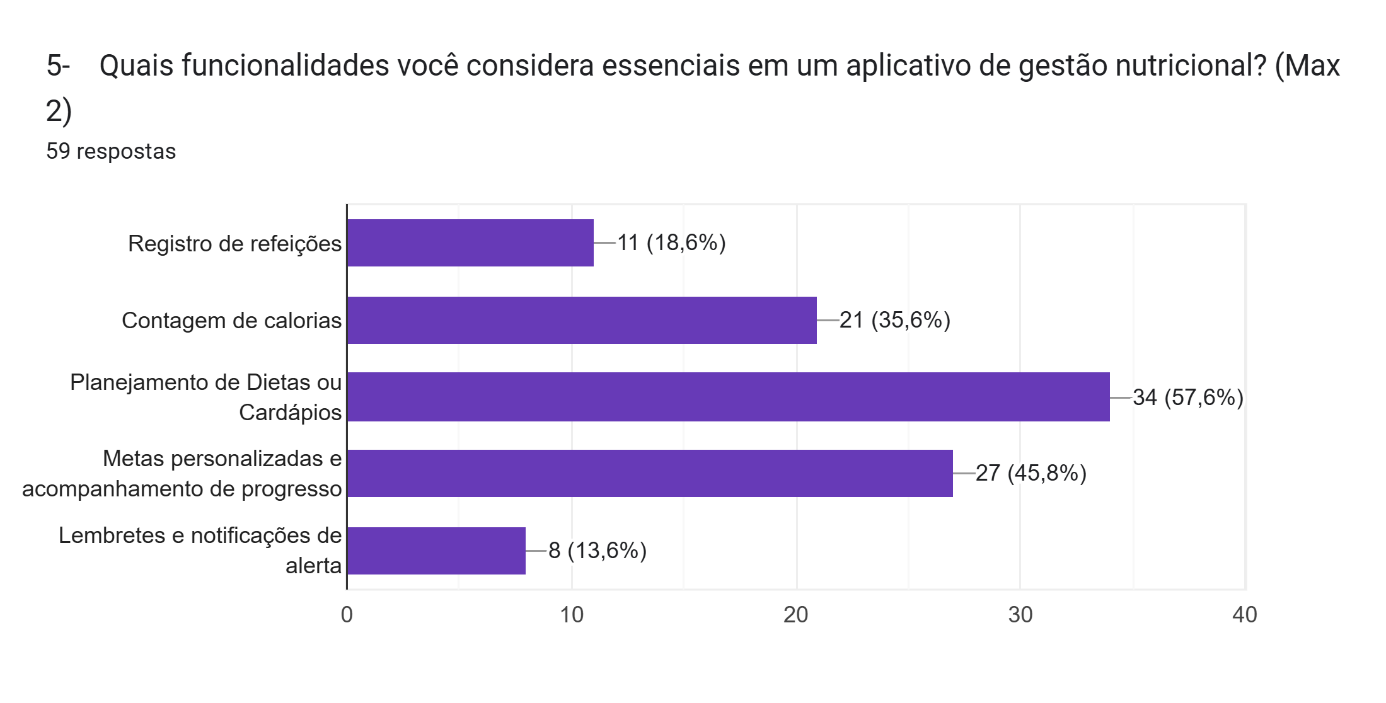 5- Quais funcionalidades você considera essenciais em um aplicativo de gestão nutricional? (Max
2)
59 respostas
Registro de refeições
11 (18,6%)
Contagem de calorias
21 (35,6%)
Planejamento de Dietas ou
Cardápios
34 (57,6%)
Metas personalizadas e
acompanhamento de progresso
27 (45,8%)
Lembretes e notificações de
alerta
8 (13,6%)
0 10 20 30 40